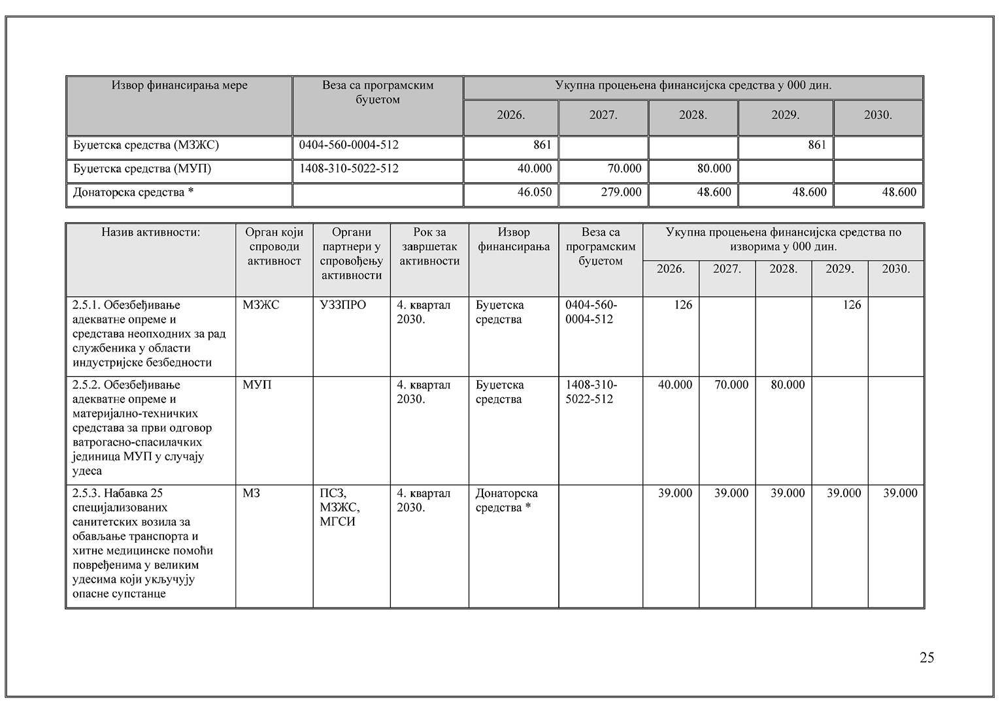 Извор финансирања мере
Веза са програмским
буџетом
Укупна процењена финансијска средства у 000 дин.
2026. 2027. 2028. 2029. 2030.
Буџетска средства (МЗЖС) 0404-560-0004-512 861 861
Буџетска средства (МУП) 1408-310-5022-512 40.000 70.000 80.000
Донаторска средства * 46.050 279.000 48.600 48.600 48.600
Назив активности:
Орган који
спроводи
активност
Органи
партнери у
спровођењу
активности
Рок за
завршетак
активности
Извор
финансирања
Веза са
програмским
буџетом
Укупна процењена финансијска средства по
изворима у 000 дин.
2026. 2027. 2028. 2029. 2030.
2.5.1. Обезбеђивање
адекватне опреме и
средстава неопходних за рад
службеника у области
индустријске безбедности
МЗЖС
УЗЗПРО
4. квартал
2030.
Буџетска
средства
0404-560-
0004-512
126 126
2.5.2. Обезбеђивање
адекватне опреме и
материјално-техничких
средстава за први одговор
ватрогасно-спасилачких
јединица МУП у случају
удеса
МУП
4. квартал
2030.
Буџетска
средства
1408-310-
5022-512
40.000 70.000 80.000
2.5.3. Набавка 25
специјализованих
санитетских возила за
обављање транспорта и
хитне медицинске помоћи
повређенима у великим
удесима који укључују
опасне супстанце
МЗ
ПСЗ,
МЗЖС,
МГСИ
4. квартал
2030.
Донаторска
средства *
39.000 39.000 39.000 39.000 39.000
25